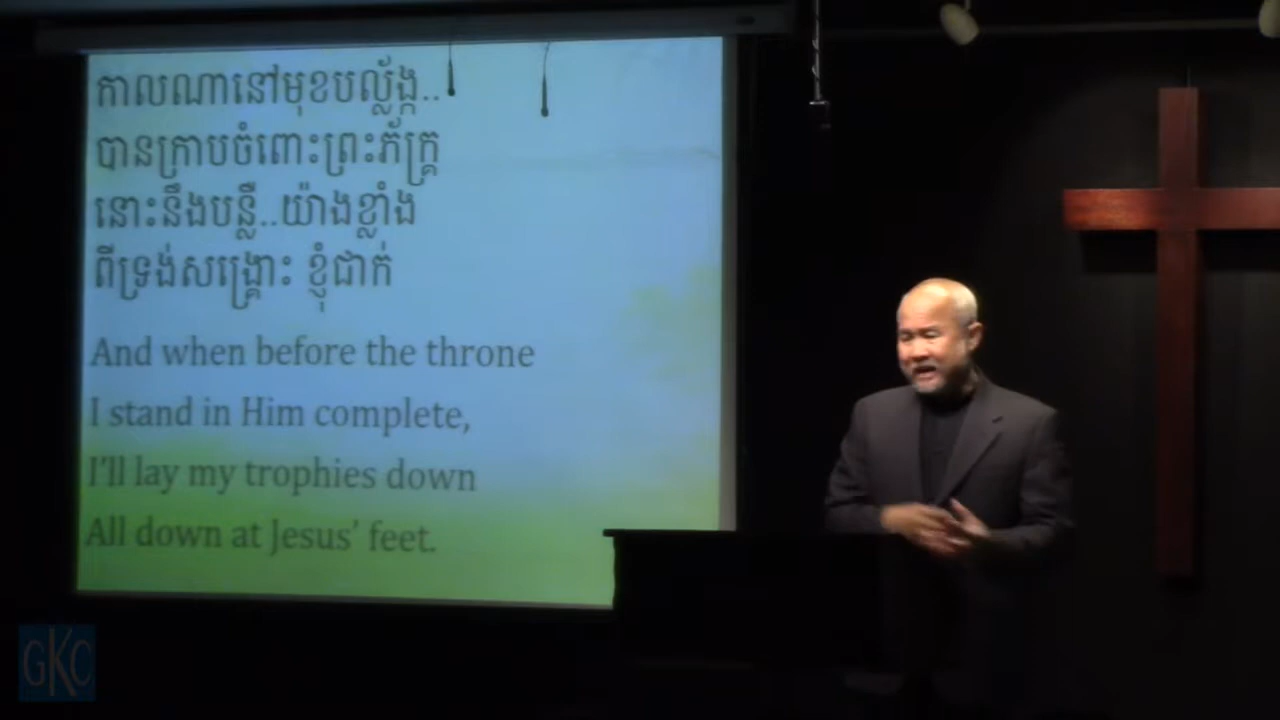 កាលណានៅមុខបល្ល័ង្ក..
បានក្រាបចំពោះព្រះភ័ក្ត្រ
នោះនឹងបន្លឺ..យ៉ាងខ្លាំង
ពីទ្រង់សង្គ្រោះ ខ្ញុំជាក់
And when before the throne
I stand in Him complete,
I'll lay my trophies down
All down at Jesus' feet.
GKC